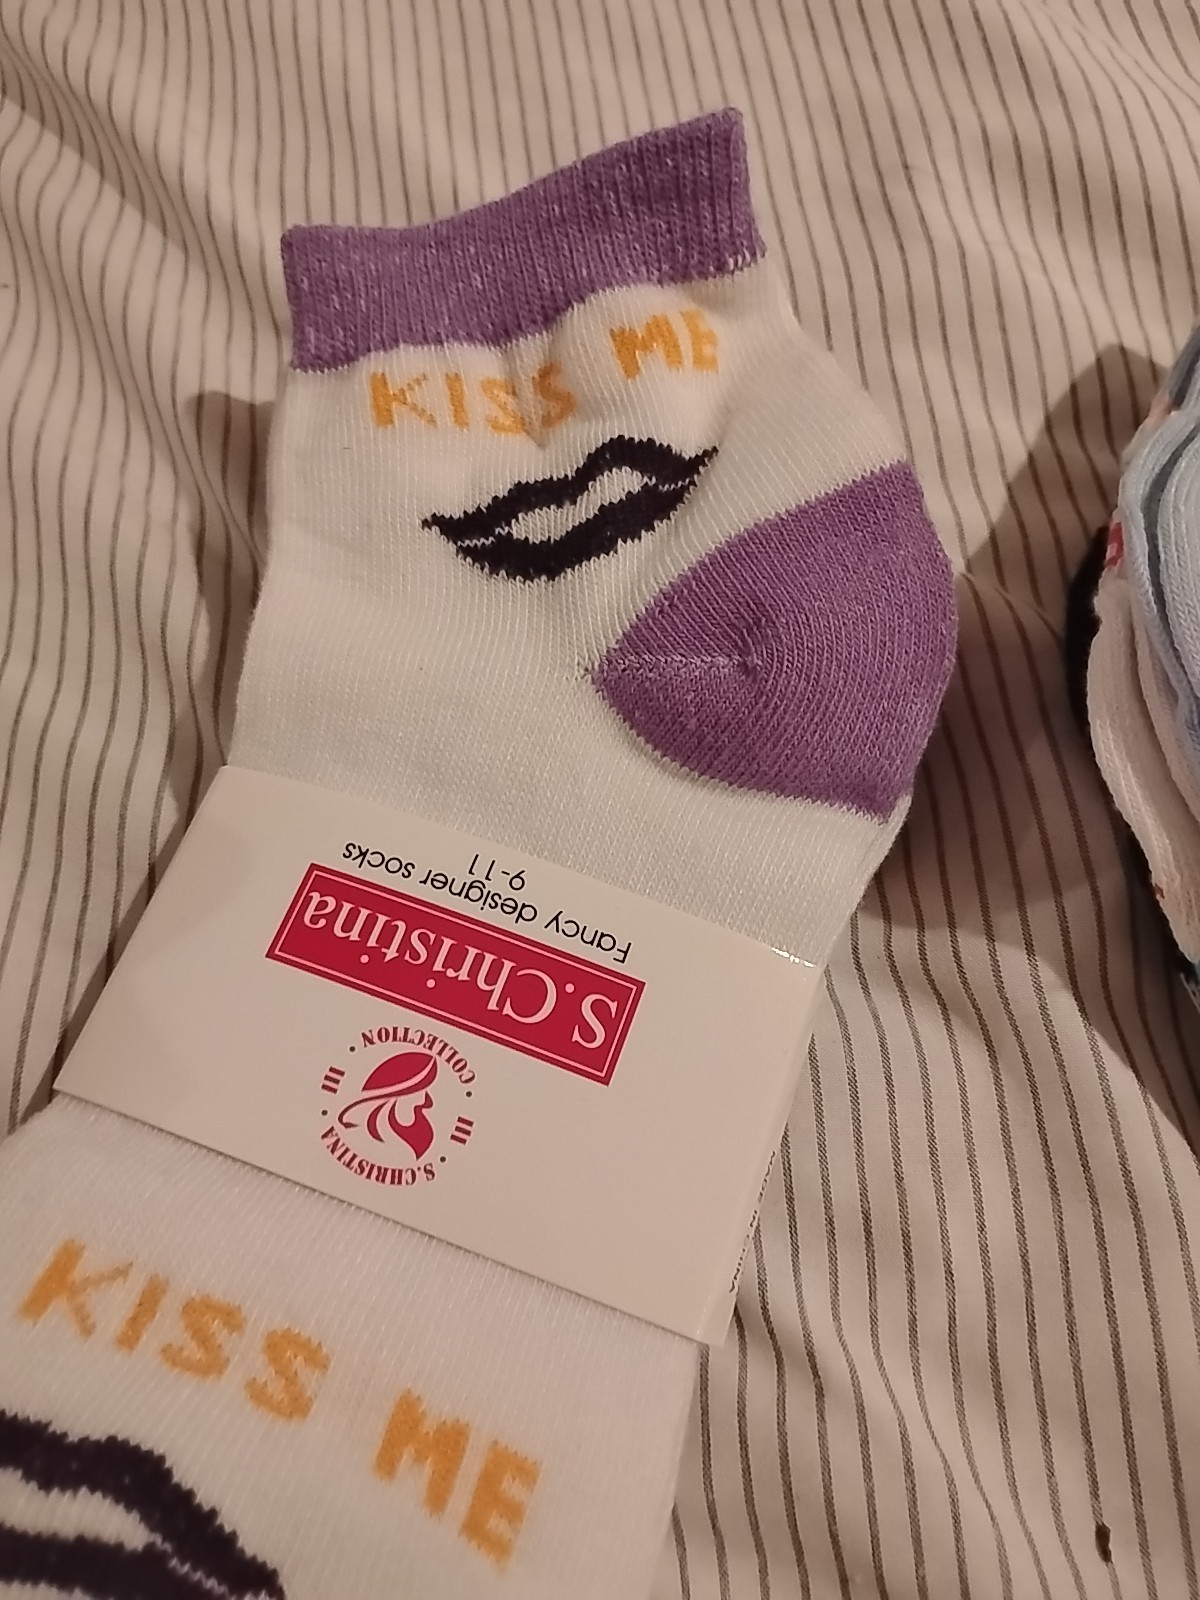 KISS ME
Fancy designer socks
9-11
S.Christina
S.CHRISTINA
COLLECTION
KISS ME